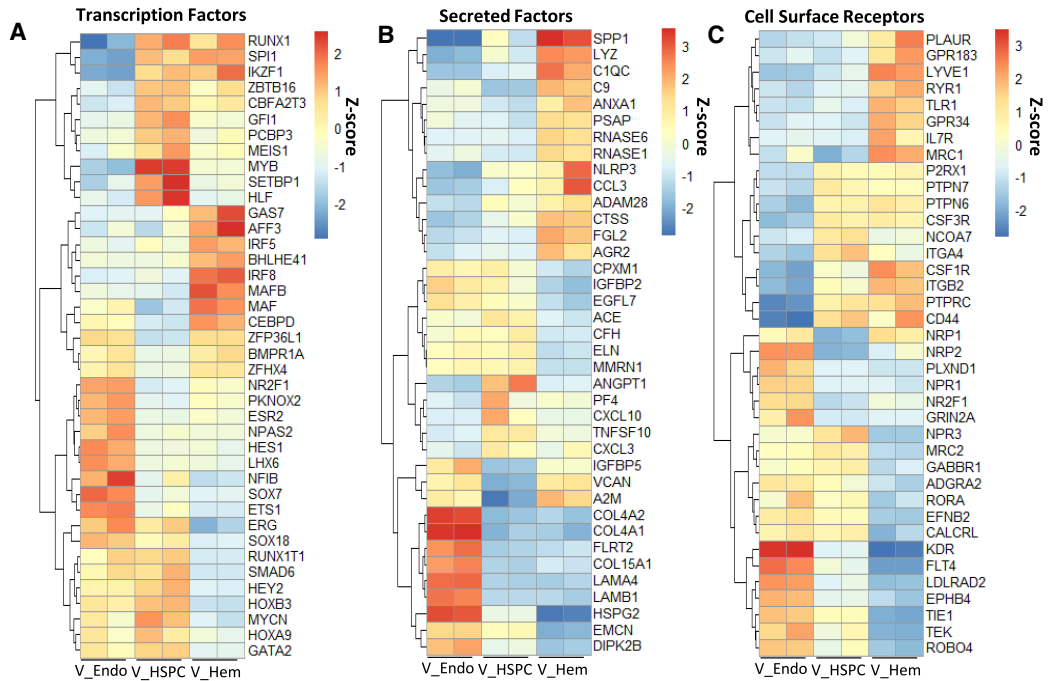 A
Transcription Factors
RUNX1
SPI1
IKZF1
ZBTB16
CBFA2T3
GFI1
PCBP3
MEIS1
MYB
SETBP1
HLF
GAS7
AFF3
IRF5
BHLHE41
IRF8
MAFB
MAF
CEBPD
ZFP36L1
BMPR1A
ZFHX4
NR2F1
PKNOX2
ESR2
NPAS2
HES1
LHX6
NFIB
SOX7
ETS1
ERG
SOX18
RUNX1T1
SMAD6
HEY2
HOXB3
MYCN
HOXA9
GATA2
V_Endo V_HSPC V_Hem
2
1
0
-1
-2
Z-score
B
Secreted Factors
SPP1
LYZ
C1QC
C9
ANXA1
PSAP
RNASE6
RNASE1
NLRP3
CCL3
ADAM28
CTSS
FGL2
AGR2
CPXM1
IGFBP2
EGFL7
ACE
CFH
ELN
MMRN1
ANGPT1
PF4
CXCL10
TNFSF10
CXCL3
IGFBP5
VCAN
A2M
COL4A2
COL4A1
FLRT2
COL15A1
LAMA4
LAMB1
HSPG2
EMCN
DIPK2B
V_Endo V_HSPC V_Hem
3
2
1
0
-1
-2
Z-score
C
Cell Surface Receptors
PLAUR
GPR183
LYVE1
RYR1
TLR1
GPR34
IL7R
MRC1
P2RX1
PTPN7
PTPN6
CSF3R
NCOA7
ITGA4
CSF1R
ITGB2
PTPRC
CD44
NRP1
NRP2
PLXND1
NPR1
NR2F1
GRIN2A
NPR3
MRC2
GABBR1
ADGRA2
RORA
EFNB2
CALCRL
KDR
FLT4
LDLRAD2
EPHB4
TIE1
TEK
ROBO4
V_Endo V_HSPC V_Hem
3
2
1
0
-1
-2
Z-score